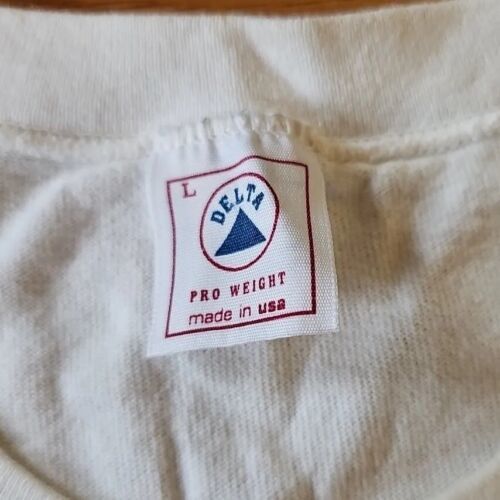 L
DELTA
PRO WEIGHT
made in usa